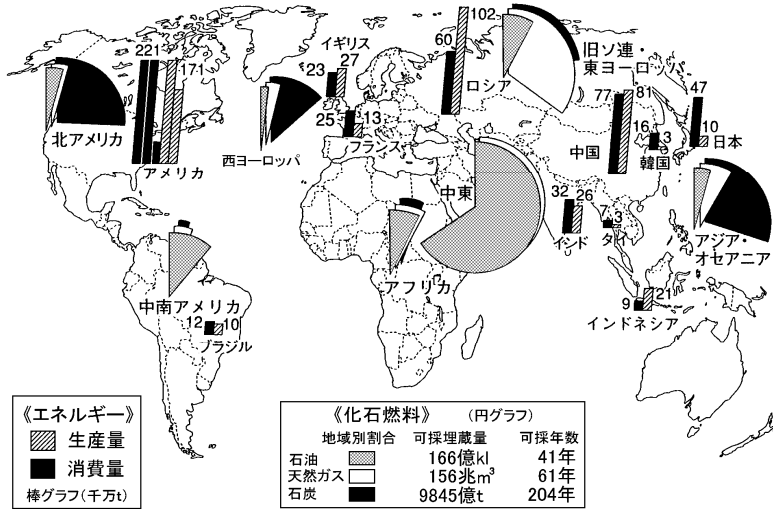 北アメリカ
221
171
アメリカ
中南アメリカ
12
10
ブラジル
イギリス
23
27
西ヨーロッパ
25
13
フランス
60
102
ロシア
旧ソ連・
東ヨーロッパ
中東
アフリカ
32
26
インド
77
81
中国
16
3
韓国
47
10
日本
7
3
タイ
アジア・
オセアニア
9
21
インドネシア
《エネルギー》
生産量
消費量
棒グラフ(千万t)
《化石燃料》 (円グラフ)
地域別割合 可採埋蔵量 可採年数
石油 166億kl 41年
天然ガス 156兆m³ 61年
石炭 9845億t 204年